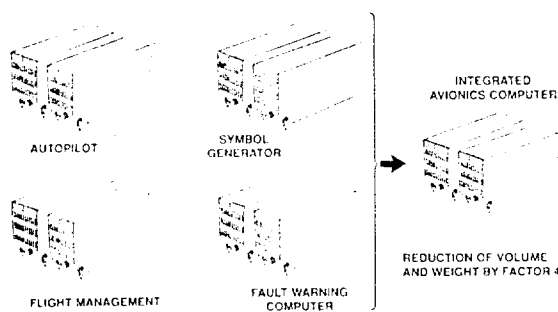 AUTOPILOT
SYMBOL
GENERATOR
FLIGHT MANAGEMENT
FAULT WARNING
COMPUTER
INTEGRATED
AVIONICS COMPUTER
REDUCTION OF VOLUME
AND WEIGHT BY FACTOR 4